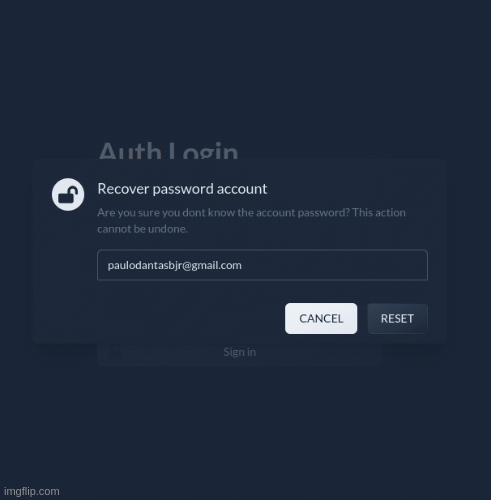 Auth Login
Recover password account
Are you sure you dont know the account password? This action
cannot be undone.
paulodantasbjr@gmail.com
CANCEL
RESET
Sign in
imgflip.com